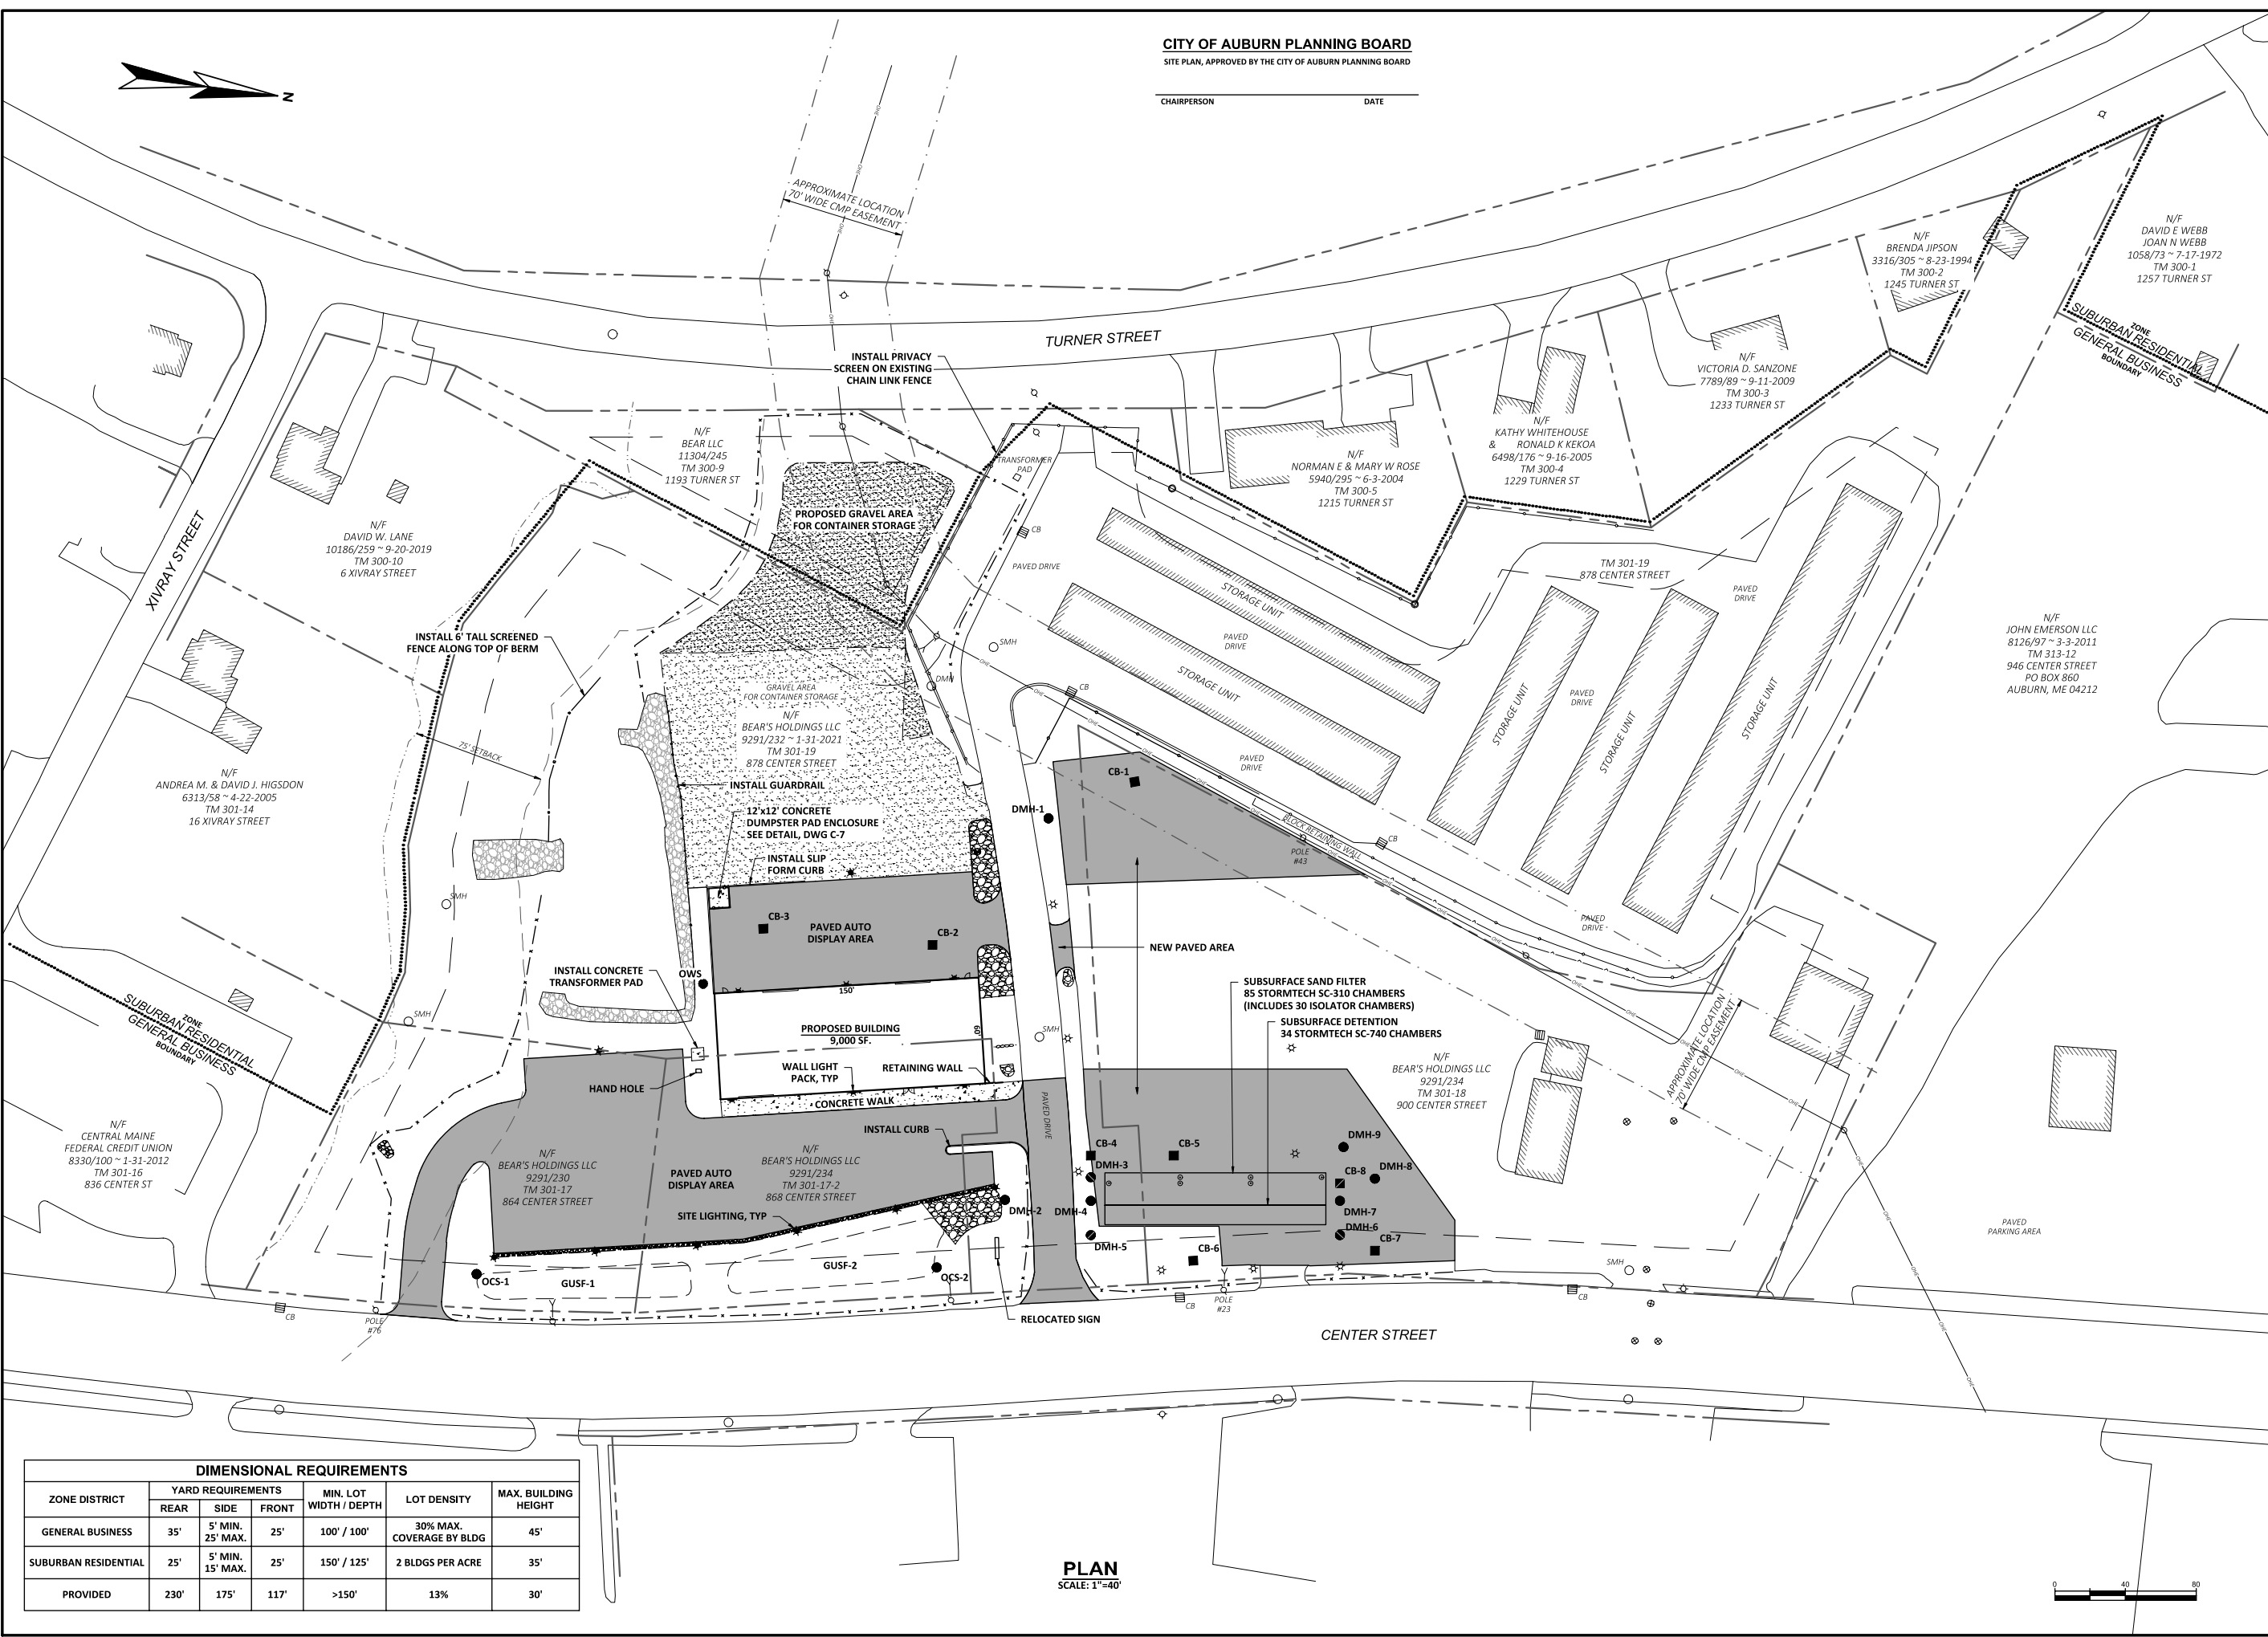 CITY OF AUBURN PLANNING BOARD
SITE PLAN, APPROVED BY THE CITY OF AUBURN PLANNING BOARD
CHAIRPERSON DATE
N
APPROXIMATE LOCATION
70' WIDE CMP EASEMENT
OHE
TURNER STREET
INSTALL PRIVACY
SCREEN ON EXISTING
CHAIN LINK FENCE
N/F
BRENDA JIPSON
3316/305 ~ 8-23-1994
TM 300-2
1245 TURNER ST
N/F
DAVID E WEBB
JOAN N WEBB
1058/73 ~ 7-17-1972
TM 300-1
1257 TURNER ST
ZONE
SUBURBAN RESIDENTIAL
GENERAL BUSINESS
BOUNDARY
N/F
VICTORIA D. SANZONE
7789/89 ~ 9-11-2009
TM 300-3
1233 TURNER ST
N/F
KATHY WHITEHOUSE
& RONALD K KEKOA
6498/176 ~ 9-16-2005
TM 300-4
1229 TURNER ST
N/F
NORMAN E & MARY W ROSE
5940/295 ~ 6-3-2004
TM 300-5
1215 TURNER ST
N/F
BEAR LLC
11304/245
TM 300-9
1193 TURNER ST
TRANSFORMER
PAD
CB
PROPOSED GRAVEL AREA
FOR CONTAINER STORAGE
PAVED DRIVE
XIVRAY STREET
N/F
DAVID W. LANE
10186/259 ~ 9-20-2019
TM 300-10
6 XIVRAY STREET
INSTALL 6' TALL SCREENED
FENCE ALONG TOP OF BERM
75' SETBACK
N/F
ANDREA M. & DAVID J. HIGSDON
6313/58 ~ 4-22-2005
TM 301-14
16 XIVRAY STREET
GRAVEL AREA
FOR CONTAINER STORAGE
N/F
BEAR'S HOLDINGS LLC
9291/232 ~ 1-31-2021
TM 301-19
878 CENTER STREET
SMH
DMH
CB
STORAGE UNIT
PAVED
DRIVE
STORAGE UNIT
PAVED
DRIVE
TM 301-19
878 CENTER STREET
STORAGE UNIT
PAVED
DRIVE
STORAGE UNIT
PAVED
DRIVE
STORAGE UNIT
PAVED
DRIVE
N/F
JOHN EMERSON LLC
8126/97 ~ 3-3-2011
TM 313-12
946 CENTER STREET
PO BOX 860
AUBURN, ME 04212
INSTALL GUARDRAIL
12'x12' CONCRETE
DUMPSTER PAD ENCLOSURE
SEE DETAIL, DWG C-7
INSTALL SLIP
FORM CURB
CB-1
DMH-1
BLOCK RETAINING WALL
POLE
#43
CB
SMH
CB-3
PAVED AUTO
DISPLAY AREA
CB-2
NEW PAVED AREA
INSTALL CONCRETE
TRANSFORMER PAD
OWS
150'
60'
PROPOSED BUILDING
9,000 SF.
SMH
SMH
SUBSURFACE SAND FILTER
85 STORMTECH SC-310 CHAMBERS
(INCLUDES 30 ISOLATOR CHAMBERS)
SUBSURFACE DETENTION
34 STORMTECH SC-740 CHAMBERS
WALL LIGHT
PACK, TYP
RETAINING WALL
HAND HOLE
CONCRETE WALK
PAVED DRIVE
N/F
BEAR'S HOLDINGS LLC
9291/234
TM 301-18
900 CENTER STREET
APPROXIMATE LOCATION
70' WIDE CMP EASEMENT
ZONE
SUBURBAN RESIDENTIAL
GENERAL BUSINESS
BOUNDARY
N/F
CENTRAL MAINE
FEDERAL CREDIT UNION
8330/100 ~ 1-31-2012
TM 301-16
836 CENTER ST
INSTALL CURB
N/F
BEAR'S HOLDINGS LLC
9291/230
TM 301-17
864 CENTER STREET
PAVED AUTO
DISPLAY AREA
N/F
BEAR'S HOLDINGS LLC
9291/234
TM 301-17-2
868 CENTER STREET
CB-4
CB-5
DMH-9
DMH-3
CB-8
DMH-8
SITE LIGHTING, TYP
DMH-2
DMH-4
DMH-7
DMH-6
DMH-5
CB-6
CB-7
PAVED
PARKING AREA
OCS-1
GUSF-1
GUSF-2
OCS-2
SMH
CB
POLE
#76
CB
POLE
#23
CB
RELOCATED SIGN
CENTER STREET
DIMENSIONAL REQUIREMENTS
ZONE DISTRICT YARD REQUIREMENTS MIN. LOT WIDTH / DEPTH LOT DENSITY MAX. BUILDING HEIGHT
REAR SIDE FRONT
GENERAL BUSINESS 35' 5' MIN. 25' MAX. 25' 100' / 100' 30% MAX. COVERAGE BY BLDG 45'
SUBURBAN RESIDENTIAL 25' 5' MIN. 15' MAX. 25' 150' / 125' 2 BLDGS PER ACRE 35'
PROVIDED 230' 175' 117' >150' 13% 30'
PLAN
SCALE: 1"=40'
0 40 80